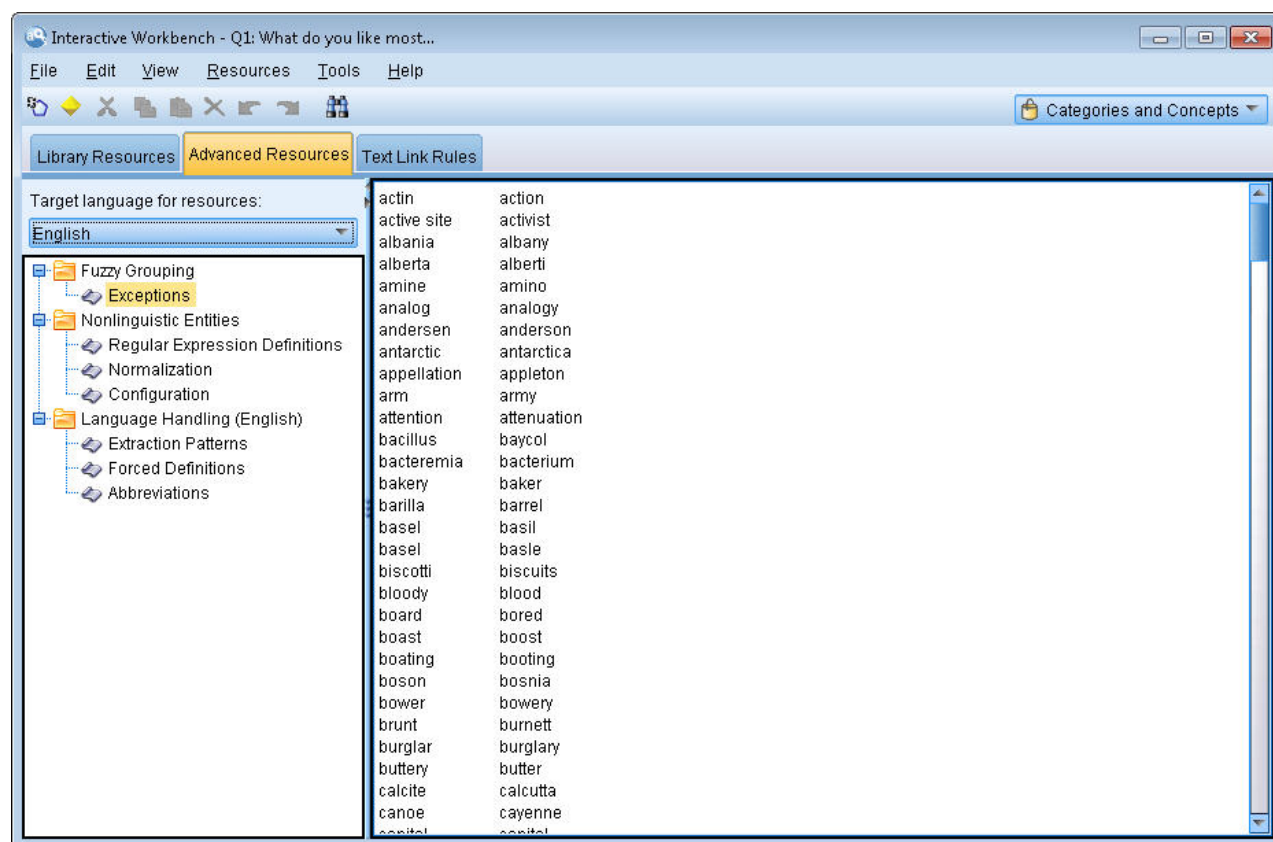 Interactive Workbench - Q1: What do you like most...
File Edit View Resources Tools Help
Categories and Concepts
Library Resources Advanced Resources Text Link Rules
Target language for resources:
English
Fuzzy Grouping
Exceptions
Nonlinguistic Entities
Regular Expression Definitions
Normalization
Configuration
Language Handling (English)
Extraction Patterns
Forced Definitions
Abbreviations
actin action
active site activist
albania albany
alberta alberti
amine amino
analog analogy
andersen anderson
antarctic antarctica
appellation appleton
arm army
attention attenuation
bacillus baycol
bacteremia bacterium
bakery baker
barilla barrel
basel basil
basel basle
biscotti biscuits
bloody blood
board bored
boast boost
boating booting
boson bosnia
bower bowery
brunt burnett
burglar burglary
buttery butter
calcite calcutta
canoe cayenne